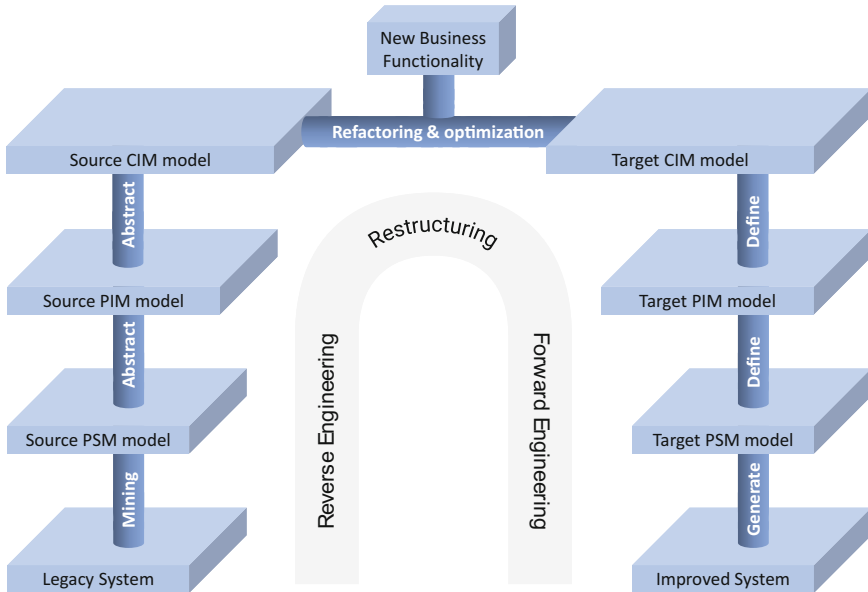 New Business
Functionality
Refactoring & optimization
Source CIM model
Target CIM model
Abstract
Define
Restructuring
Source PIM model
Target PIM model
Abstract
Define
Reverse Engineering
Forward Engineering
Source PSM model
Target PSM model
Mining
Generate
Legacy System
Improved System